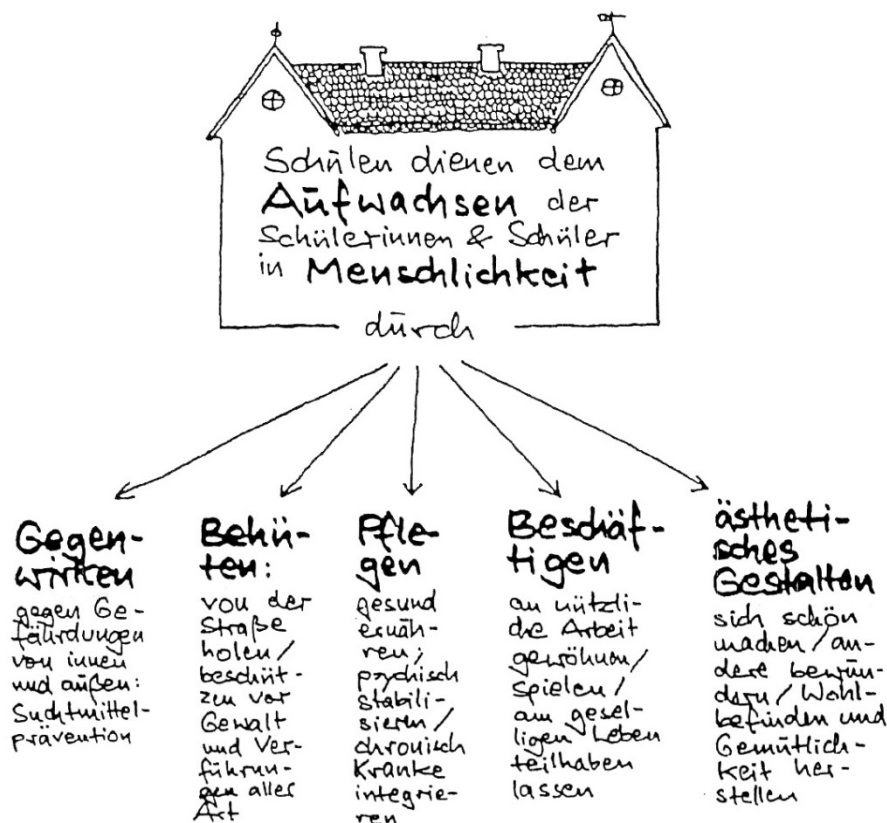 Schulen dienen dem
Aufwachsen der
Schülerinnen & Schüler
in Menschlichkeit
durch
Gegen-
wirken
gegen Ge-
fährdungen
von innen
und außen:
Suchtmittel-
prävention
Behü-
ten:
von der
Straße
holen/
beschüt-
zen vor
Gewalt
und Ver-
führun-
gen aller
Art
Pfle-
gen
gesund
ernäh-
ren;
psychisch
stabili-
sieren/
chronisch
Kranke
integrie-
ren
Beschäf-
tigen
an nützli-
che Arbeit
gewöhnen/
spielen/
am gesel-
ligen Leben
teilhaben
lassen
ästheti-
sches
Gestalten
sich schön
machen/an-
dere bewun-
dern/Wohl-
befinden und
Gemütlich-
keit her-
stellen